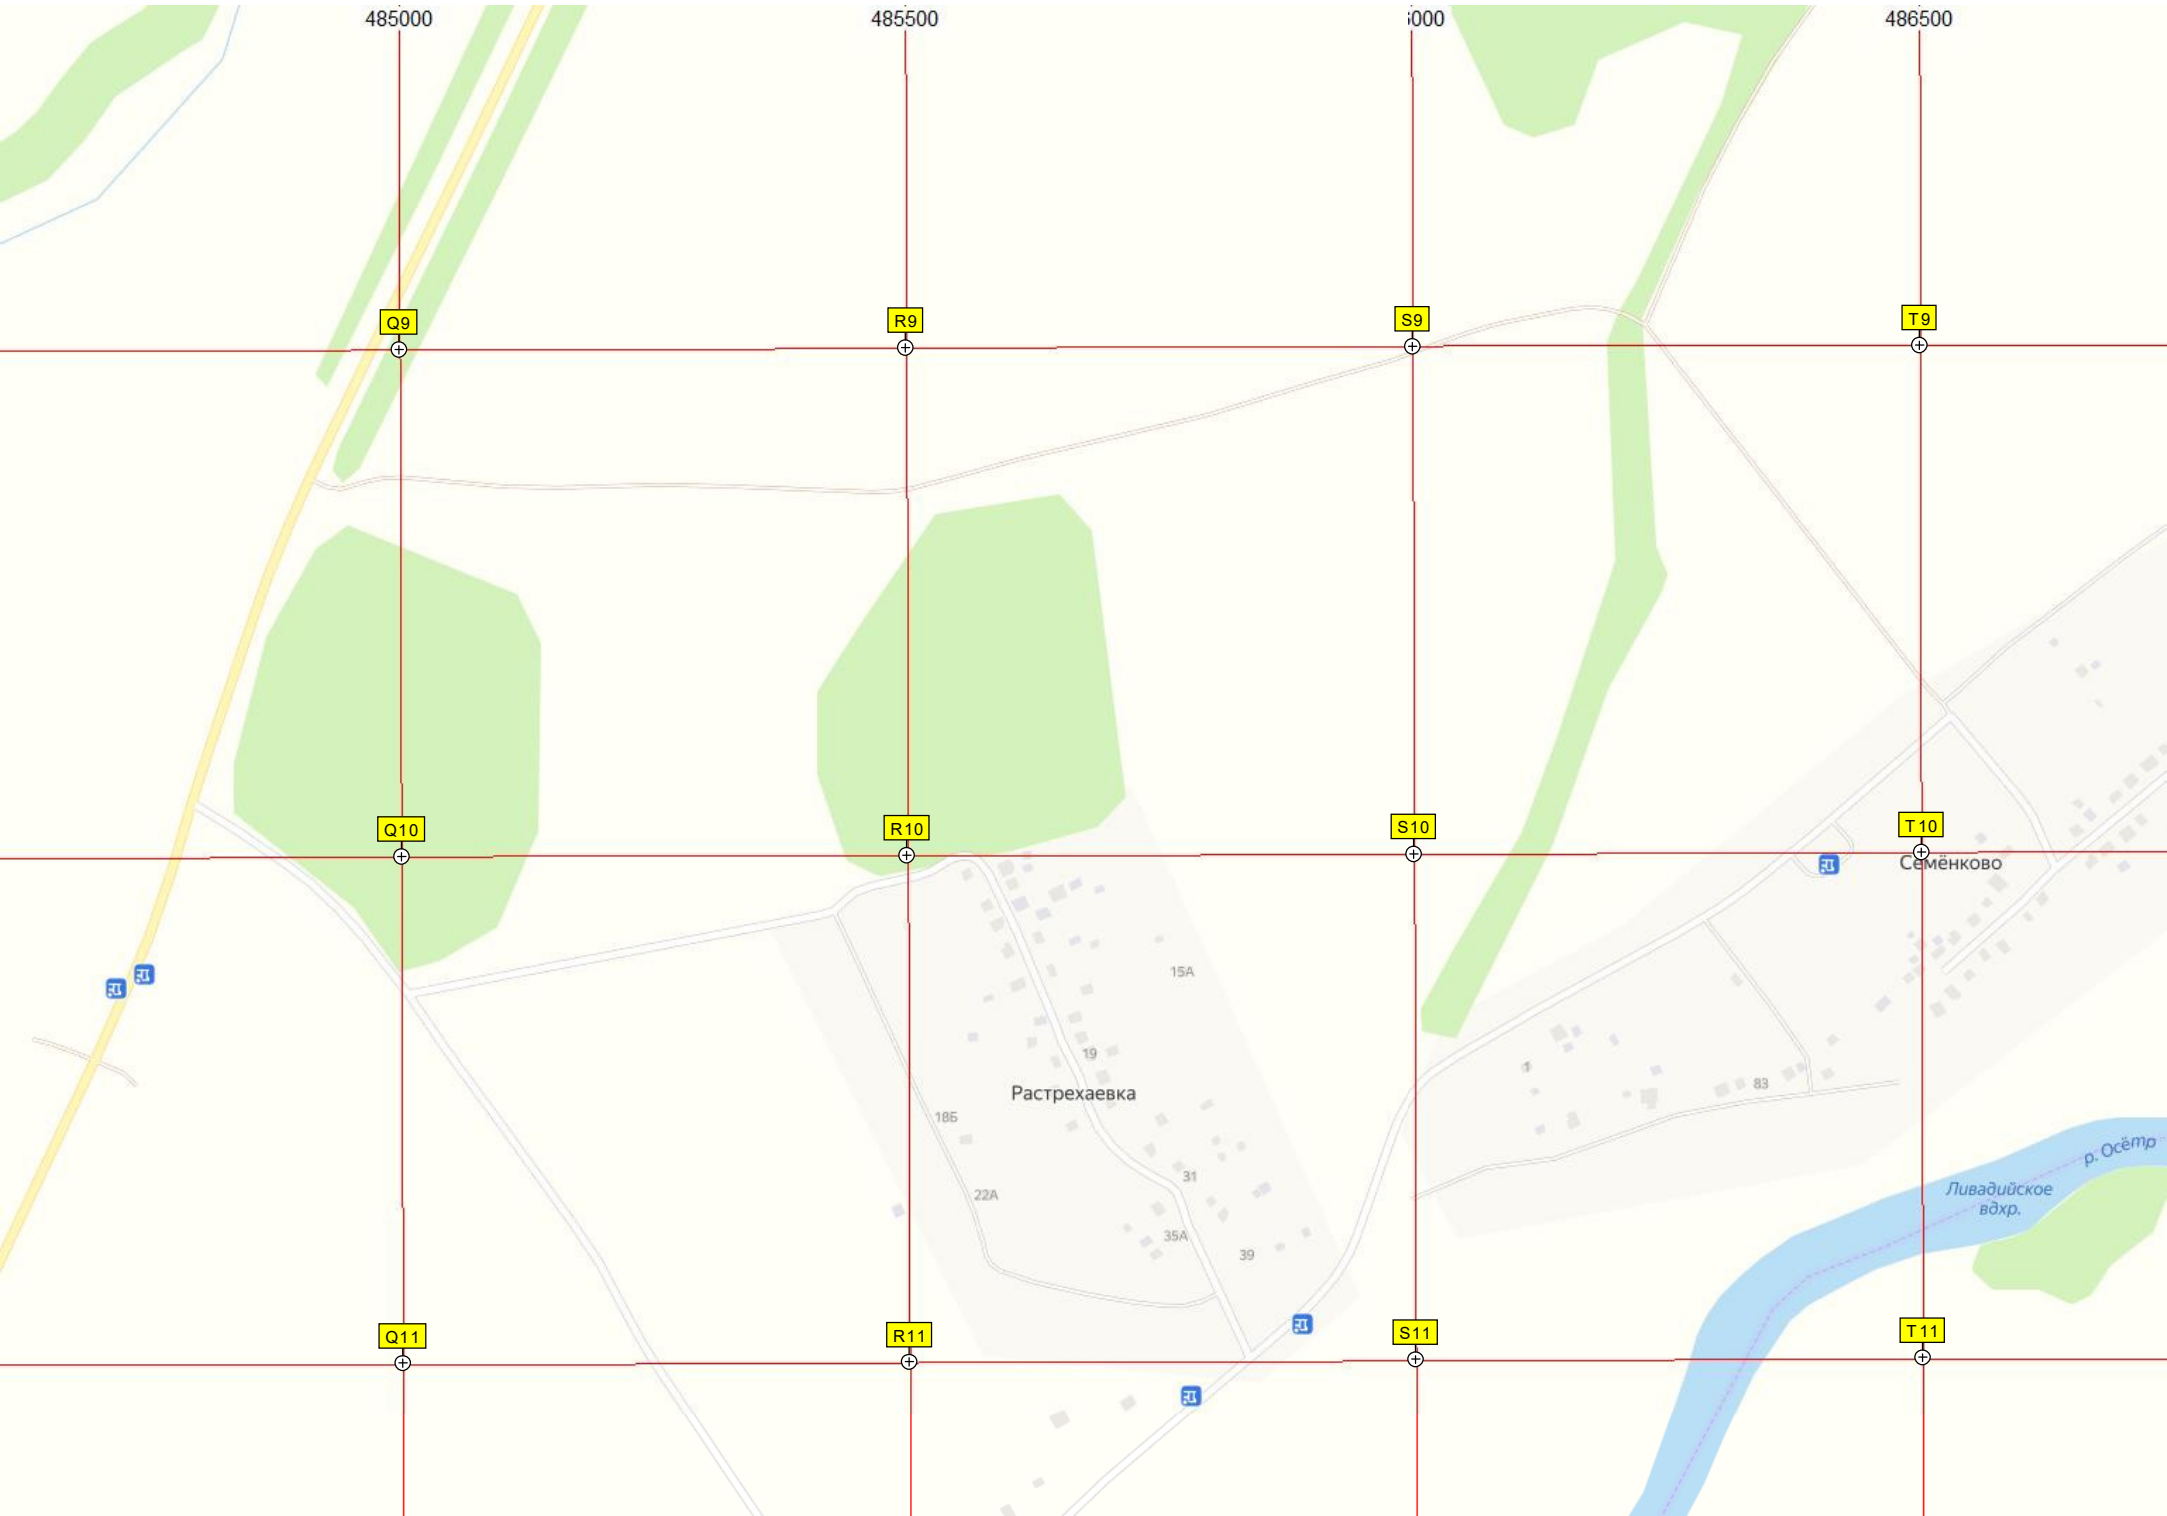 485000
485500
000
486500
Q9
R9
S9
T9
Q10
R10
S10
T10
Семёнково
15А
19
Растрехаевка
83
18Б
р. Осётр
31
22А
Ливадийское
вдхр.
35А
39
Q11
R11
S11
T11